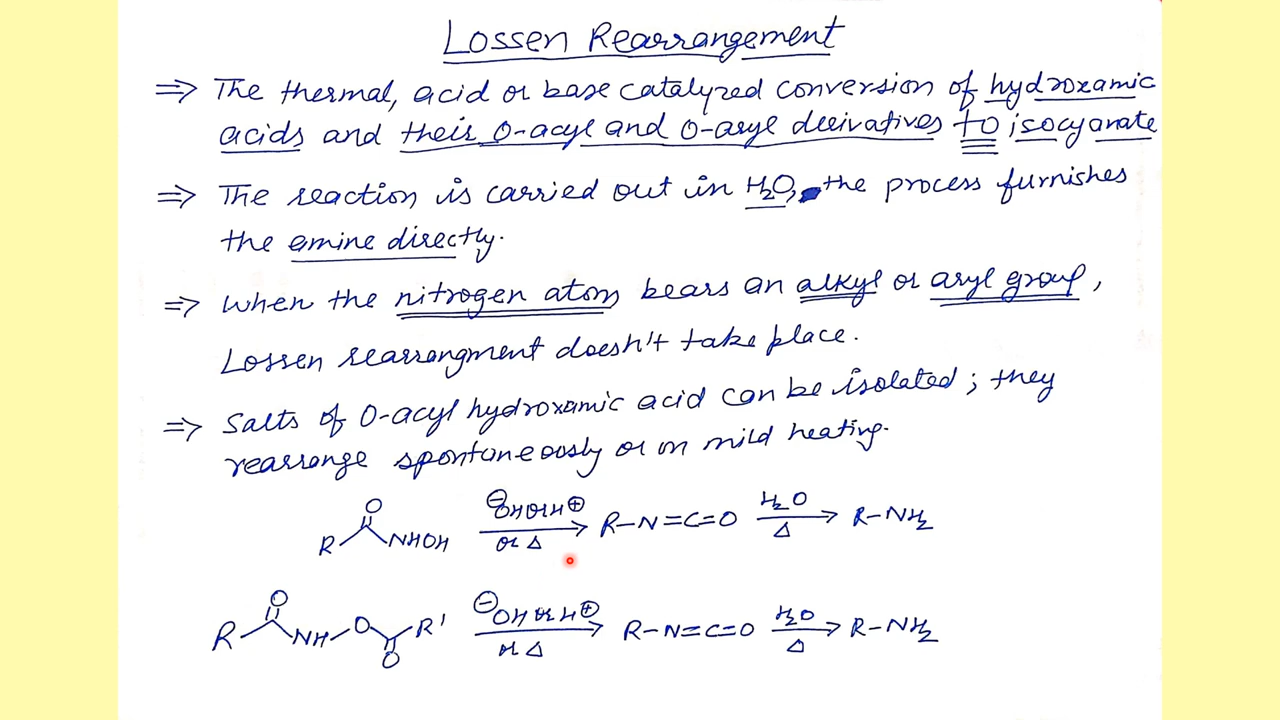 Lossen Rearrangement
⇒ The thermal, acid or base catalyzed conversion of hydroxamic
acids and their O-acyl and O-aryl derivatives to isocyanate
⇒ The reaction is carried out in H₂O, the process furnishes
the amine directly.
⇒ When the nitrogen atom bears an alkyl or aryl group,
Lossen rearrangment doesn't take place.
⇒ Salts of O-acyl hydroxamic acid can be isolated; they
rearrange spontaneously or on mild heating.
O
R NHOH ⊖OH or H⊕ or Δ → R-N=C=O H₂O Δ → R-NH₂
O
R NH-O R' O ⊖OH or H⊕ or Δ → R-N=C=O H₂O Δ → R-NH₂